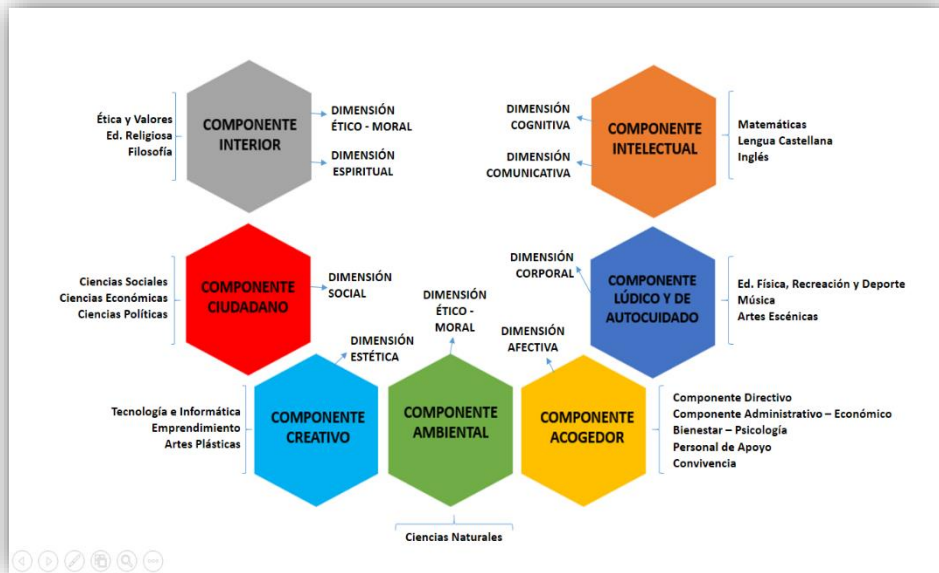 Ética y Valores
Ed. Religiosa
Filosofía
COMPONENTE
INTERIOR
DIMENSIÓN
ÉTICO - MORAL
DIMENSIÓN
ESPIRITUAL
DIMENSIÓN
COGNITIVA
DIMENSIÓN
COMUNICATIVA
COMPONENTE
INTELECTUAL
Matemáticas
Lengua Castellana
Inglés
Ciencias Sociales
Ciencias Económicas
Ciencias Políticas
COMPONENTE
CIUDADANO
DIMENSIÓN
SOCIAL
DIMENSIÓN
CORPORAL
COMPONENTE
LÚDICO Y DE
AUTOCUIDADO
Ed. Física, Recreación y Deporte
Música
Artes Escénicas
Tecnología e Informática
Emprendimiento
Artes Plásticas
COMPONENTE
CREATIVO
DIMENSIÓN
ESTÉTICA
DIMENSIÓN
ÉTICO -
MORAL
COMPONENTE
AMBIENTAL
Ciencias Naturales
DIMENSIÓN
AFECTIVA
COMPONENTE
ACOGEDOR
Componente Directivo
Componente Administrativo – Económico
Bienestar – Psicología
Personal de Apoyo
Convivencia